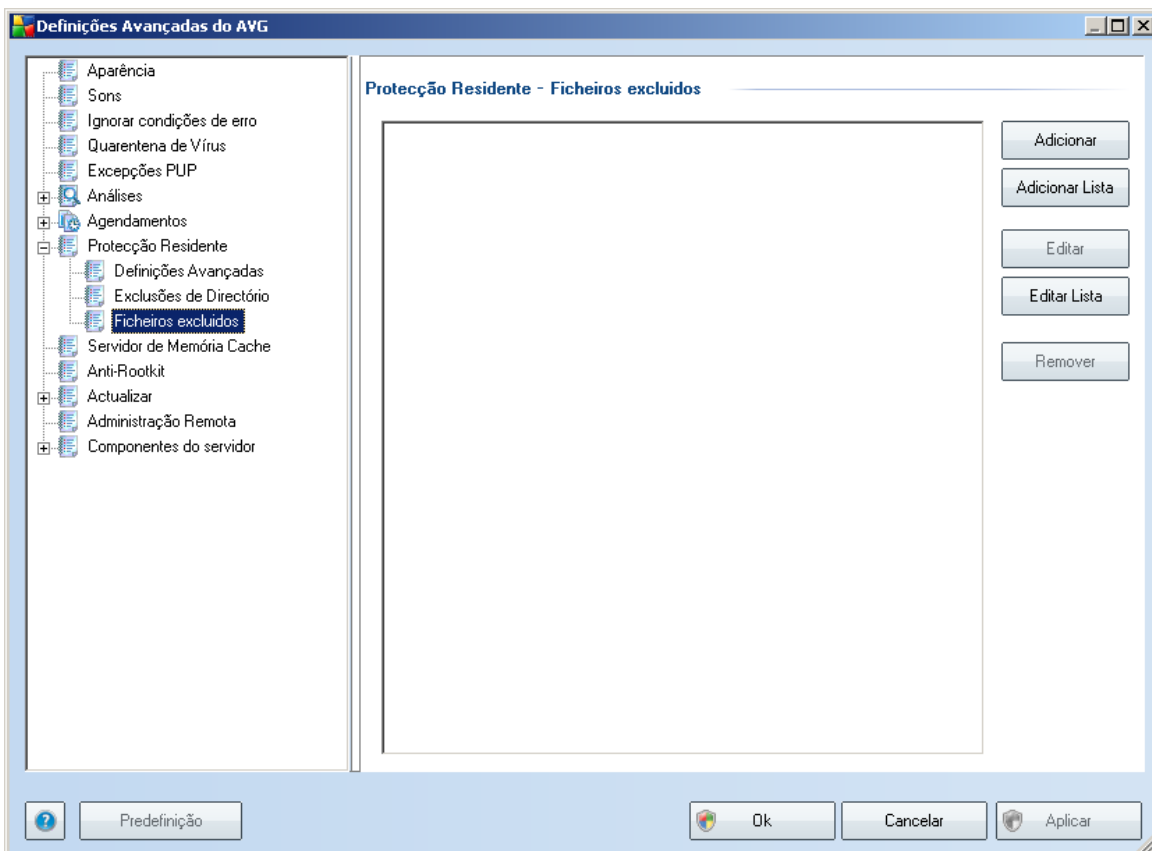 Definições Avançadas do AVG
Aparência
Sons
Ignorar condições de erro
Quarentena de Vírus
Excepções PUP
Análises
Agendamentos
Protecção Residente
Definições Avançadas
Exclusões de Directório
Ficheiros excluidos
Servidor de Memória Cache
Anti-Rootkit
Actualizar
Administração Remota
Componentes do servidor
Protecção Residente - Ficheiros excluidos
Adicionar
Adicionar Lista
Editar
Editar Lista
Remover
Predefinição
Ok
Cancelar
Aplicar